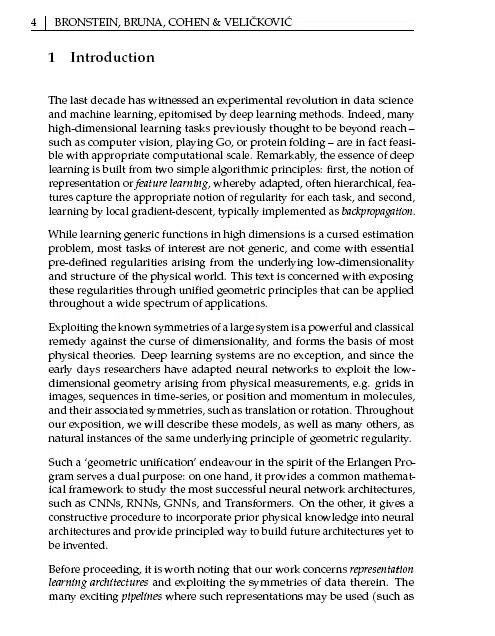 4 BRONSTEIN, BRUNA, COHEN & VELIČKOVIĆ
1 Introduction
The last decade has witnessed an experimental revolution in data science
and machine learning, epitomised by deep learning methods. Indeed, many
high-dimensional learning tasks previously thought to be beyond reach –
such as computer vision, playing Go, or protein folding – are in fact feasi-
ble with appropriate computational scale. Remarkably, the essence of deep
learning is built from two simple algorithmic principles: first, the notion of
representation or feature learning, whereby adapted, often hierarchical, fea-
tures capture the appropriate notion of regularity for each task, and second,
learning by local gradient-descent, typically implemented as backpropagation.
While learning generic functions in high dimensions is a cursed estimation
problem, most tasks of interest are not generic, and come with essential
pre-defined regularities arising from the underlying low-dimensionality
and structure of the physical world. This text is concerned with exposing
these regularities through unified geometric principles that can be applied
throughout a wide spectrum of applications.
Exploiting the known symmetries of a large system is a powerful and classical
remedy against the curse of dimensionality, and forms the basis of most
physical theories. Deep learning systems are no exception, and since the
early days researchers have adapted neural networks to exploit the low-
dimensional geometry arising from physical measurements, e.g. grids in
images, sequences in time-series, or position and momentum in molecules,
and their associated symmetries, such as translation or rotation. Throughout
our exposition, we will describe these models, as well as many others, as
natural instances of the same underlying principle of geometric regularity.
Such a ‘geometric unification’ endeavour in the spirit of the Erlangen Pro-
gram serves a dual purpose: on one hand, it provides a common mathemat-
ical framework to study the most successful neural network architectures,
such as CNNs, RNNs, GNNs, and Transformers. On the other, it gives a
constructive procedure to incorporate prior physical knowledge into neural
architectures and provide principled way to build future architectures yet to
be invented.
Before proceeding, it is worth noting that our work concerns representation
learning architectures and exploiting the symmetries of data therein. The
many exciting pipelines where such representations may be used (such as